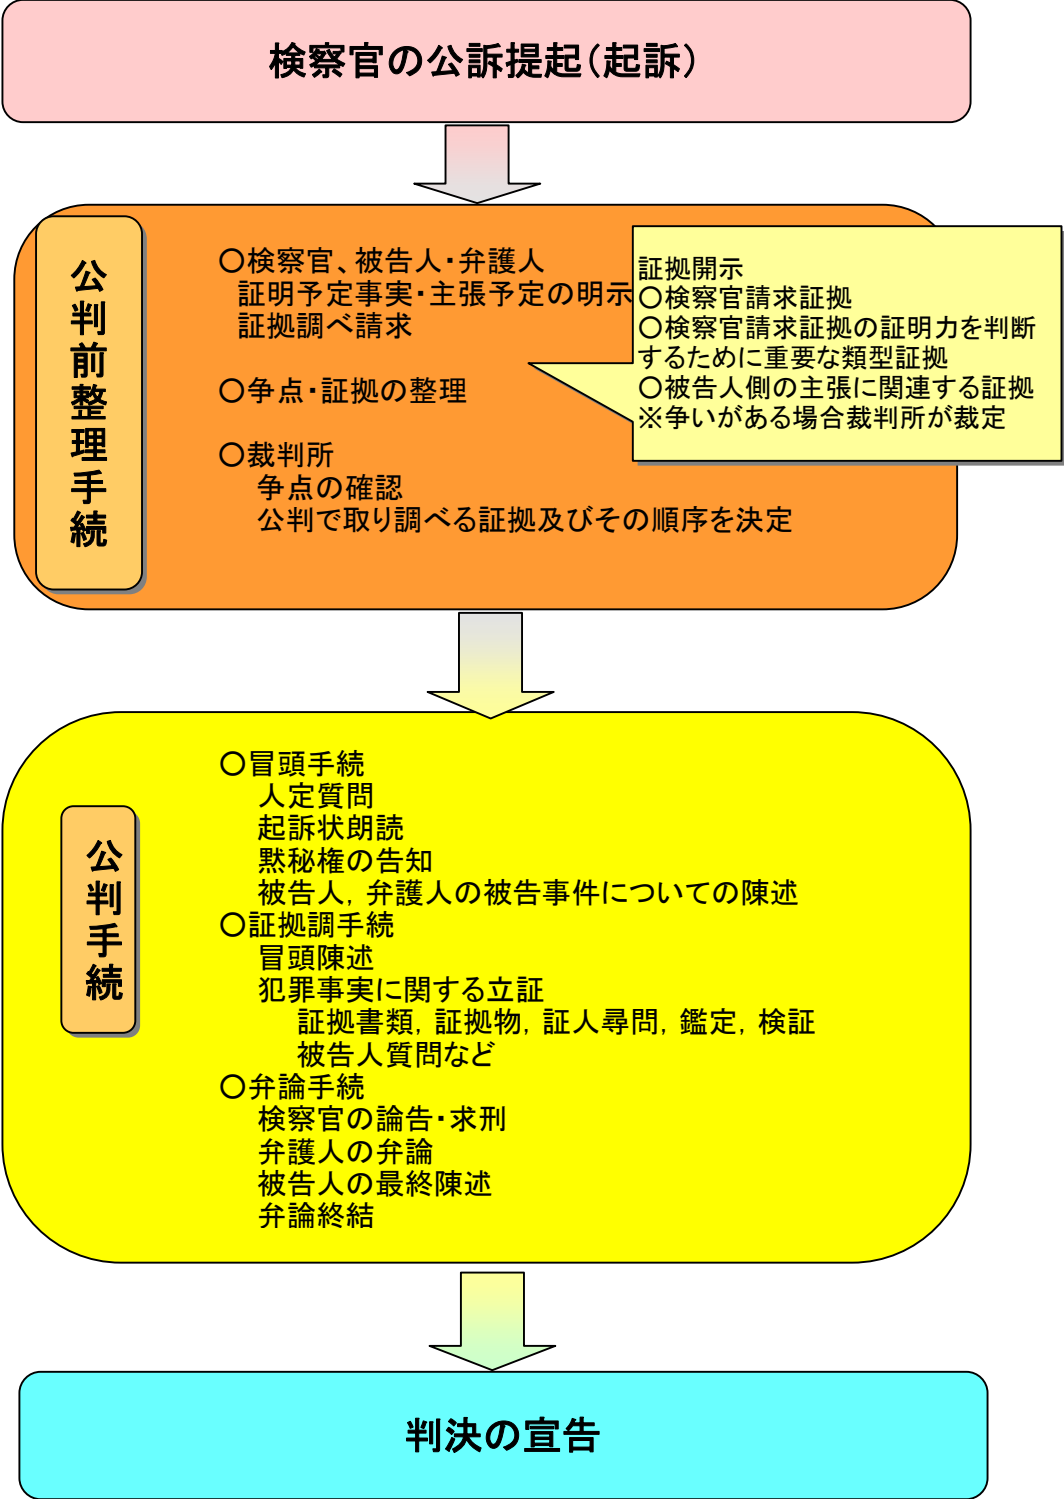 検察官の公訴提起（起訴）
公判前整理手続
○検察官、被告人・弁護人
証明予定事実・主張予定の明示
証拠調べ請求
○争点・証拠の整理
○裁判所
争点の確認
公判で取り調べる証拠及びその順序を決定
証拠開示
○検察官請求証拠
○検察官請求証拠の証明力を判断
するために重要な類型証拠
○被告人側の主張に関連する証拠
※争いがある場合裁判所が裁定
公判手続
○冒頭手続
人定質問
起訴状朗読
黙秘権の告知
被告人，弁護人の被告事件についての陳述
○証拠調手続
冒頭陳述
犯罪事実に関する立証
証拠書類，証拠物，証人尋問，鑑定，検証
被告人質問など
○弁論手続
検察官の論告・求刑
弁護人の弁論
被告人の最終陳述
弁論終結
判決の宣告